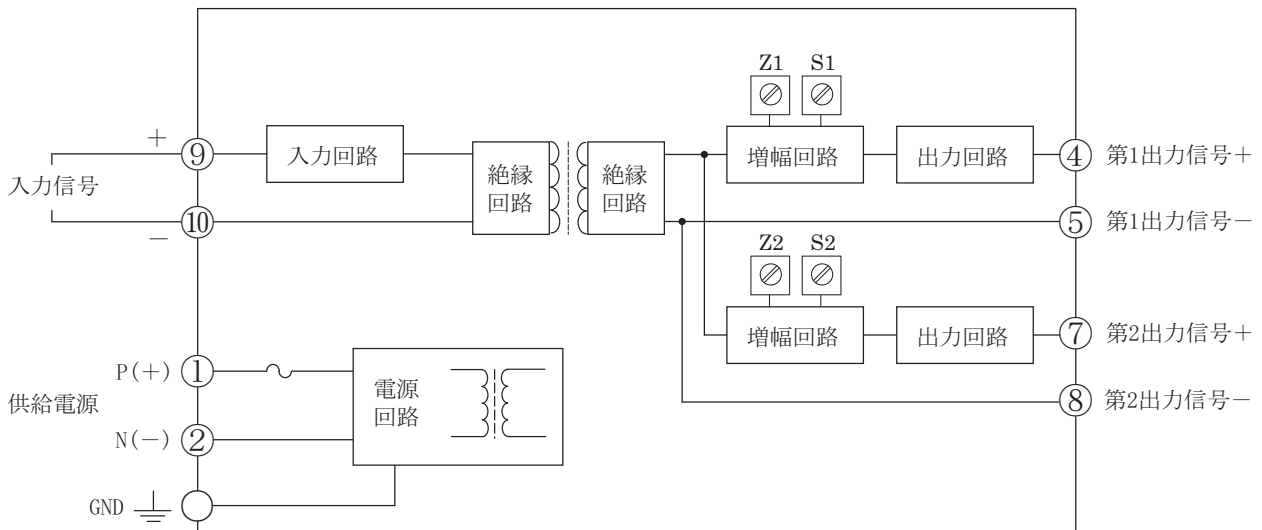 Z1 S1
+
⑨ 入力回路 増幅回路 出力回路 ④ 第1出力信号+
入力信号
絶縁
回路
絶縁
回路
⑩
−
⑤ 第1出力信号−
Z2 S2
増幅回路 出力回路 ⑦ 第2出力信号+
P(+) ①
電源
回路
供給電源
⑧ 第2出力信号−
N(−) ②
GND